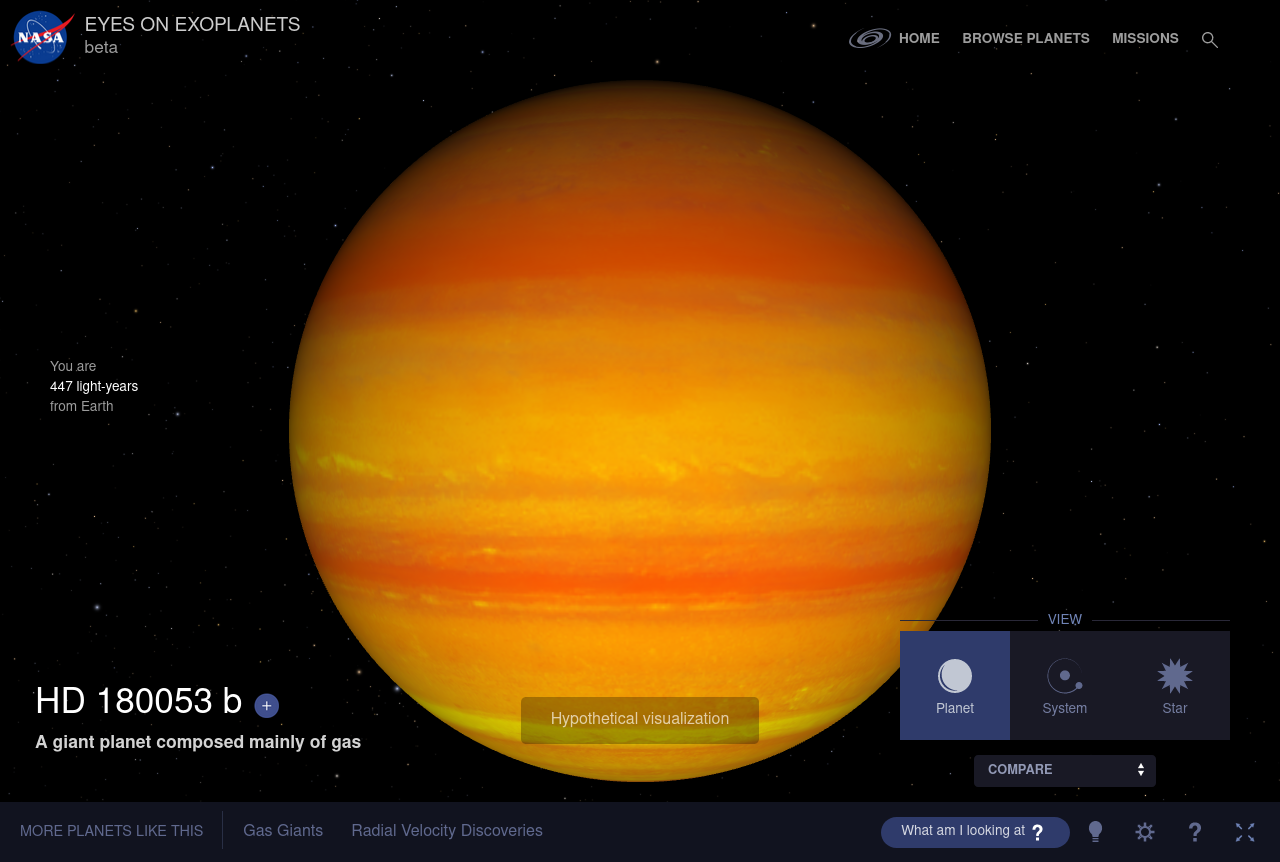 NASA
EYES ON EXOPLANETS
beta
HOME
BROWSE PLANETS
MISSIONS
You are
447 light-years
from Earth
VIEW
Planet
System
Star
HD 180053 b +
A giant planet composed mainly of gas
Hypothetical visualization
COMPARE
MORE PLANETS LIKE THIS
Gas Giants
Radial Velocity Discoveries
What am I looking at ?
?